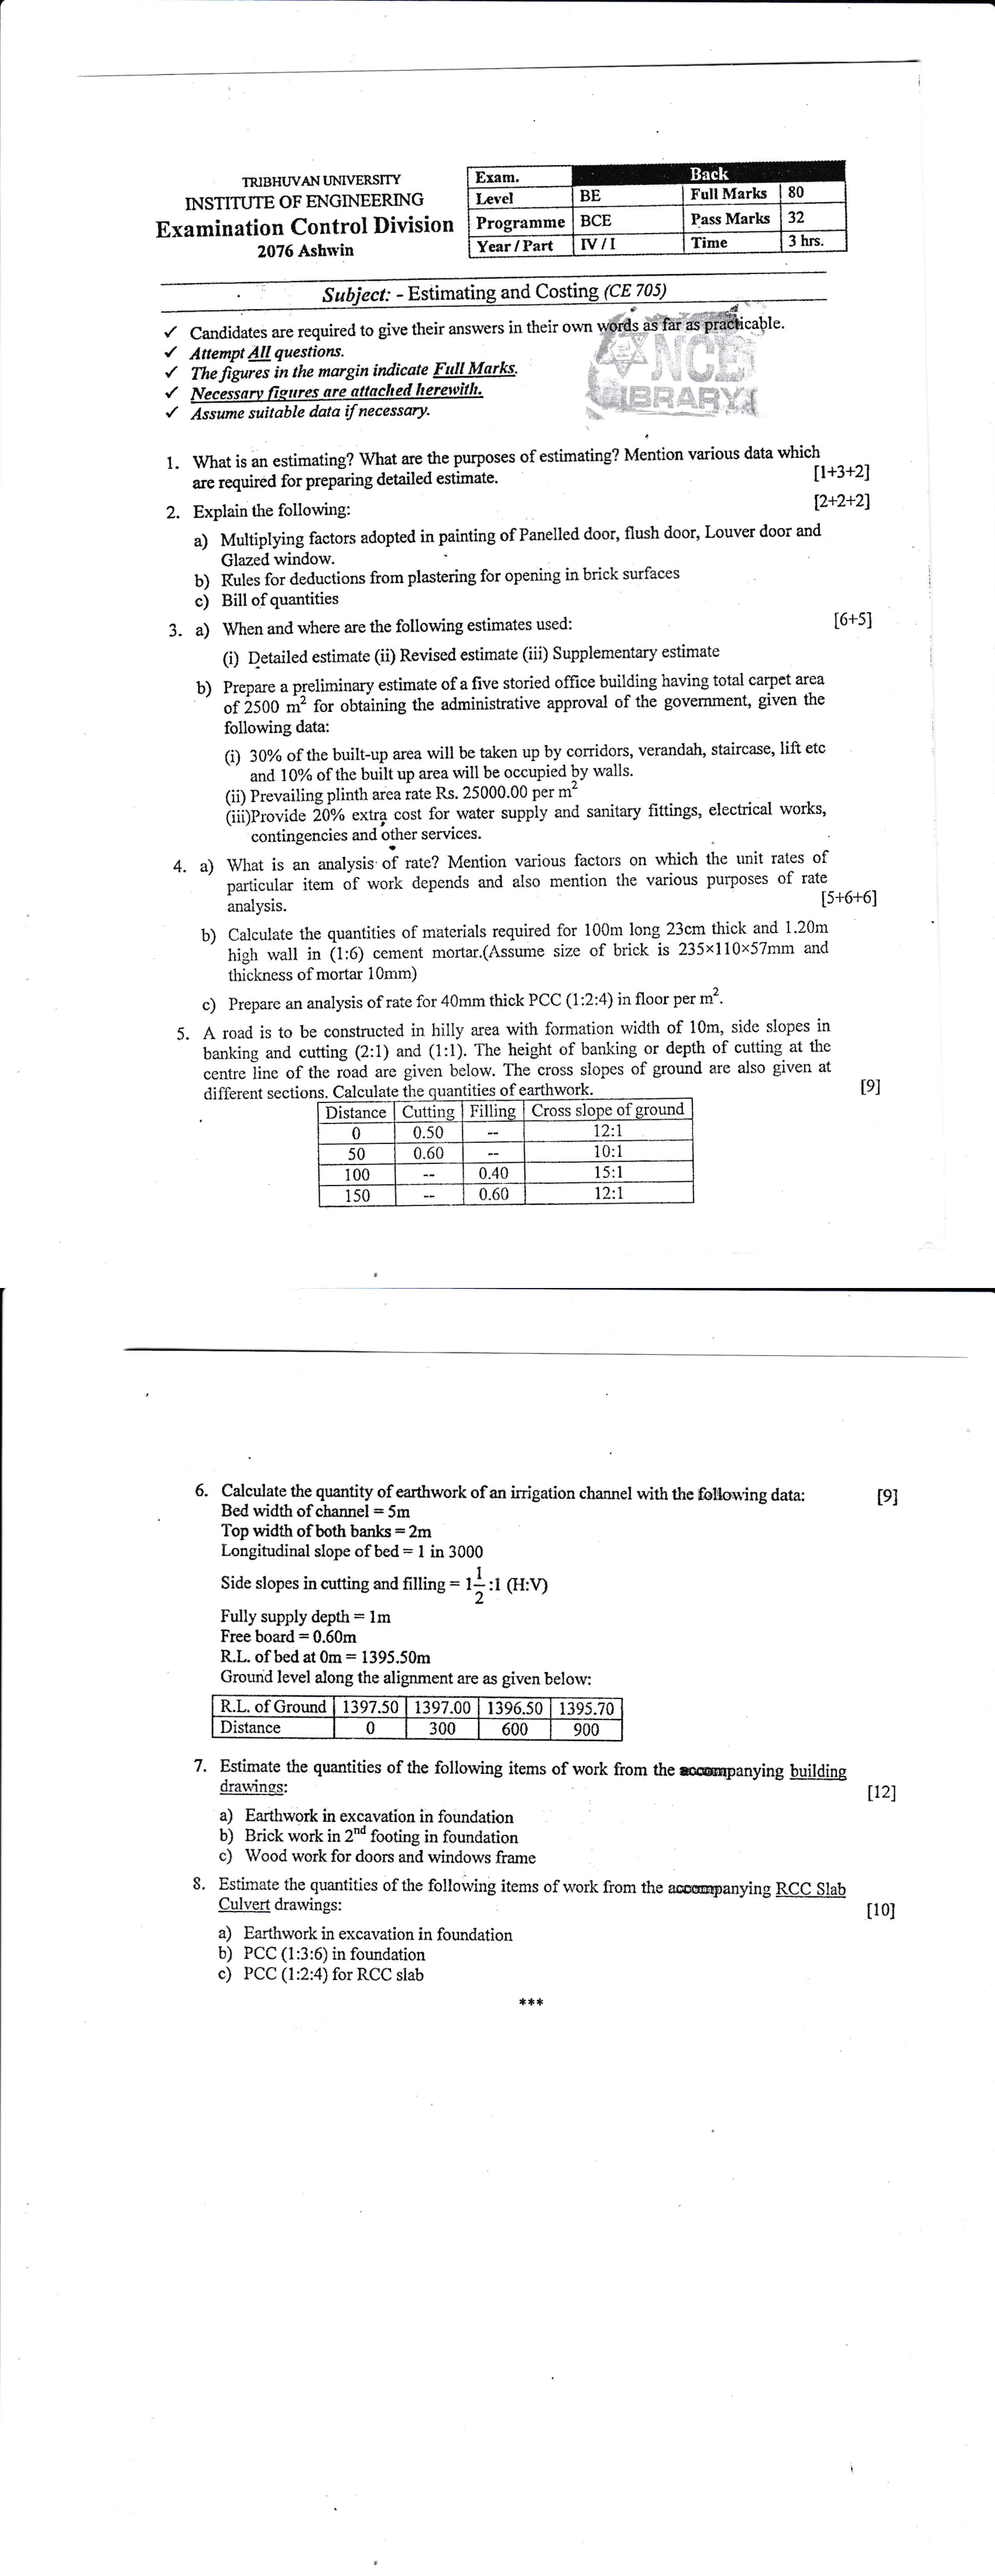 TRIBHUVAN UNIVERSITY
INSTITUTE OF ENGINEERING
Examination Control Division
2076 Ashwin
Exam. Back
Level BE Full Marks 80
Programme BCE Pass Marks 32
Year / Part IV / I Time 3 hrs.
Subject: - Estimating and Costing (CE 705)
✓ Candidates are required to give their answers in their own words as far as practicable.
✓ Attempt All questions.
✓ The figures in the margin indicate Full Marks.
✓ Necessary figures are attached herewith.
✓ Assume suitable data if necessary.
NCE
LIBRARY
1. What is an estimating? What are the purposes of estimating? Mention various data which
are required for preparing detailed estimate. [1+3+2]
2. Explain the following: [2+2+2]
a) Multiplying factors adopted in painting of Panelled door, flush door, Louver door and
Glazed window.
b) Rules for deductions from plastering for opening in brick surfaces
c) Bill of quantities
3. a) When and where are the following estimates used: [6+5]
(i) Detailed estimate (ii) Revised estimate (iii) Supplementary estimate
b) Prepare a preliminary estimate of a five storied office building having total carpet area
of 2500 m² for obtaining the administrative approval of the government, given the
following data:
(i) 30% of the built-up area will be taken up by corridors, verandah, staircase, lift etc
and 10% of the built up area will be occupied by walls.
(ii) Prevailing plinth area rate Rs. 25000.00 per m²
(iii)Provide 20% extra cost for water supply and sanitary fittings, electrical works,
contingencies and other services.
4. a) What is an analysis of rate? Mention various factors on which the unit rates of
particular item of work depends and also mention the various purposes of rate
analysis. [5+6+6]
b) Calculate the quantities of materials required for 100m long 23cm thick and 1.20m
high wall in (1:6) cement mortar.(Assume size of brick is 235×110×57mm and
thickness of mortar 10mm)
c) Prepare an analysis of rate for 40mm thick PCC (1:2:4) in floor per m².
5. A road is to be constructed in hilly area with formation width of 10m, side slopes in
banking and cutting (2:1) and (1:1). The height of banking or depth of cutting at the
centre line of the road are given below. The cross slopes of ground are also given at
different sections. Calculate the quantities of earthwork. [9]
Distance Cutting Filling Cross slope of ground
0 0.50 -- 12:1
50 0.60 -- 10:1
100 -- 0.40 15:1
150 -- 0.60 12:1
6. Calculate the quantity of earthwork of an irrigation channel with the following data: [9]
Bed width of channel = 5m
Top width of both banks = 2m
Longitudinal slope of bed = 1 in 3000
Side slopes in cutting and filling = 1 1/2 :1 (H:V)
Fully supply depth = 1m
Free board = 0.60m
R.L. of bed at 0m = 1395.50m
Ground level along the alignment are as given below:
R.L. of Ground 1397.50 1397.00 1396.50 1395.70
Distance 0 300 600 900
7. Estimate the quantities of the following items of work from the accompanying building
drawings: [12]
a) Earthwork in excavation in foundation
b) Brick work in 2nd footing in foundation
c) Wood work for doors and windows frame
8. Estimate the quantities of the following items of work from the accompanying RCC Slab
Culvert drawings: [10]
a) Earthwork in excavation in foundation
b) PCC (1:3:6) in foundation
c) PCC (1:2:4) for RCC slab
***